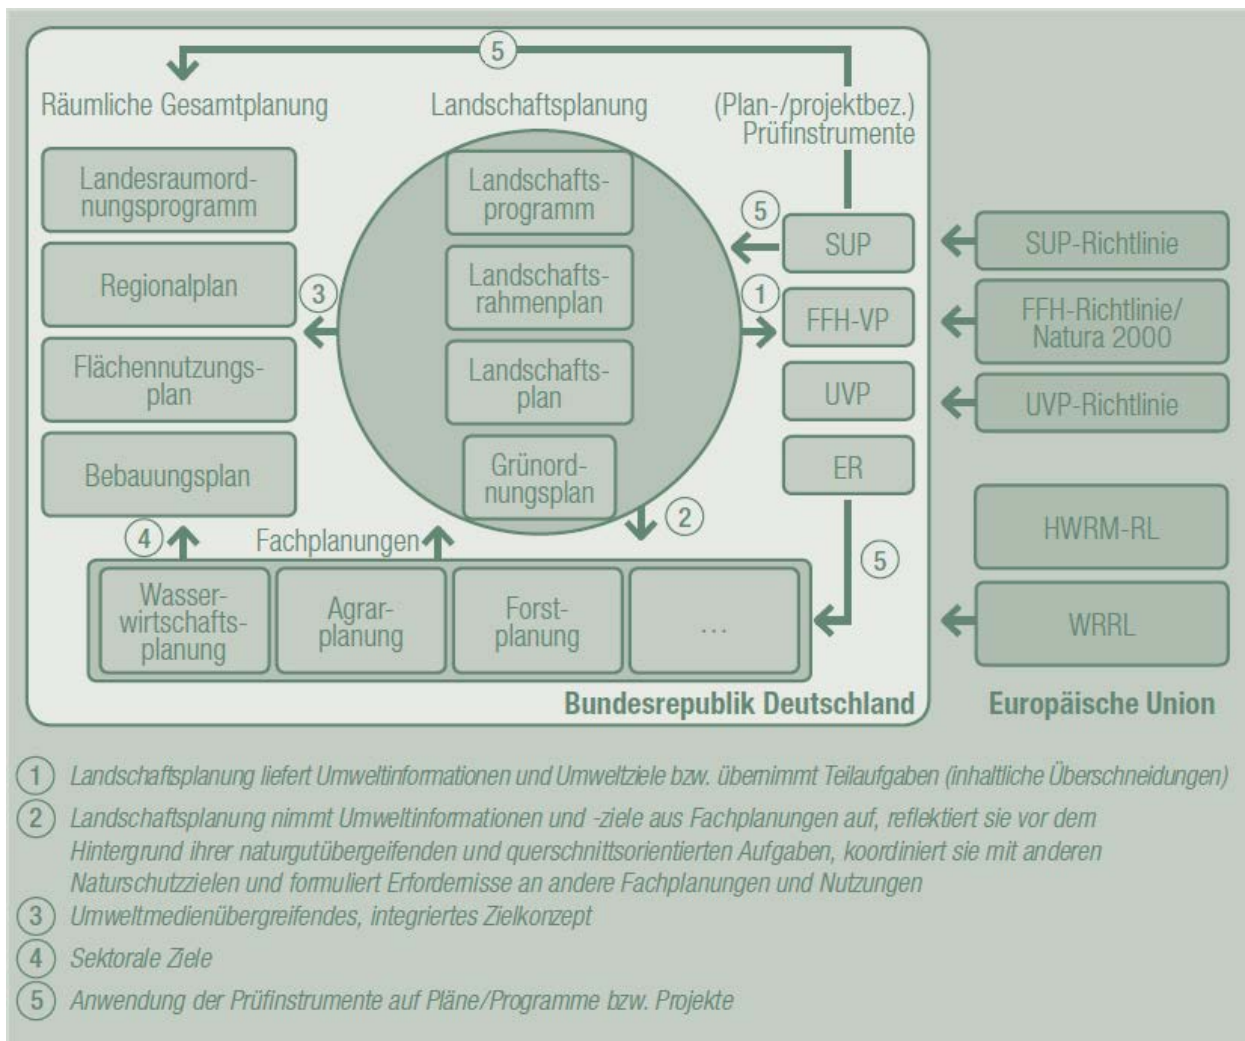 5
Räumliche Gesamtplanung
Landschaftsplanung
(Plan-/projektbez.)
Prüfinstrumente
Landesraumord-
nungsprogramm
Regionalplan
Flächennutzungs-
plan
Bebauungsplan
3
Landschafts-
programm
Landschafts-
rahmenplan
Landschafts-
plan
Grünord-
nungsplan
5
1
2
SUP
FFH-VP
UVP
ER
5
SUP-Richtlinie
FFH-Richtlinie/
Natura 2000
UVP-Richtlinie
HWRM-RL
WRRL
4
Fachplanungen
Wasser-
wirtschafts-
planung
Agrar-
planung
Forst-
planung
...
Bundesrepublik Deutschland
Europäische Union
1 Landschaftsplanung liefert Umweltinformationen und Umweltziele bzw. übernimmt Teilaufgaben (inhaltliche Überschneidungen)
2 Landschaftsplanung nimmt Umweltinformationen und -ziele aus Fachplanungen auf, reflektiert sie vor dem
Hintergrund ihrer naturgutübergeifenden und querschnittsorientierten Aufgaben, koordiniert sie mit anderen
Naturschutzzielen und formuliert Erfordernisse an andere Fachplanungen und Nutzungen
3 Umweltmedienübergreifendes, integriertes Zielkonzept
4 Sektorale Ziele
5 Anwendung der Prüfinstrumente auf Pläne/Programme bzw. Projekte